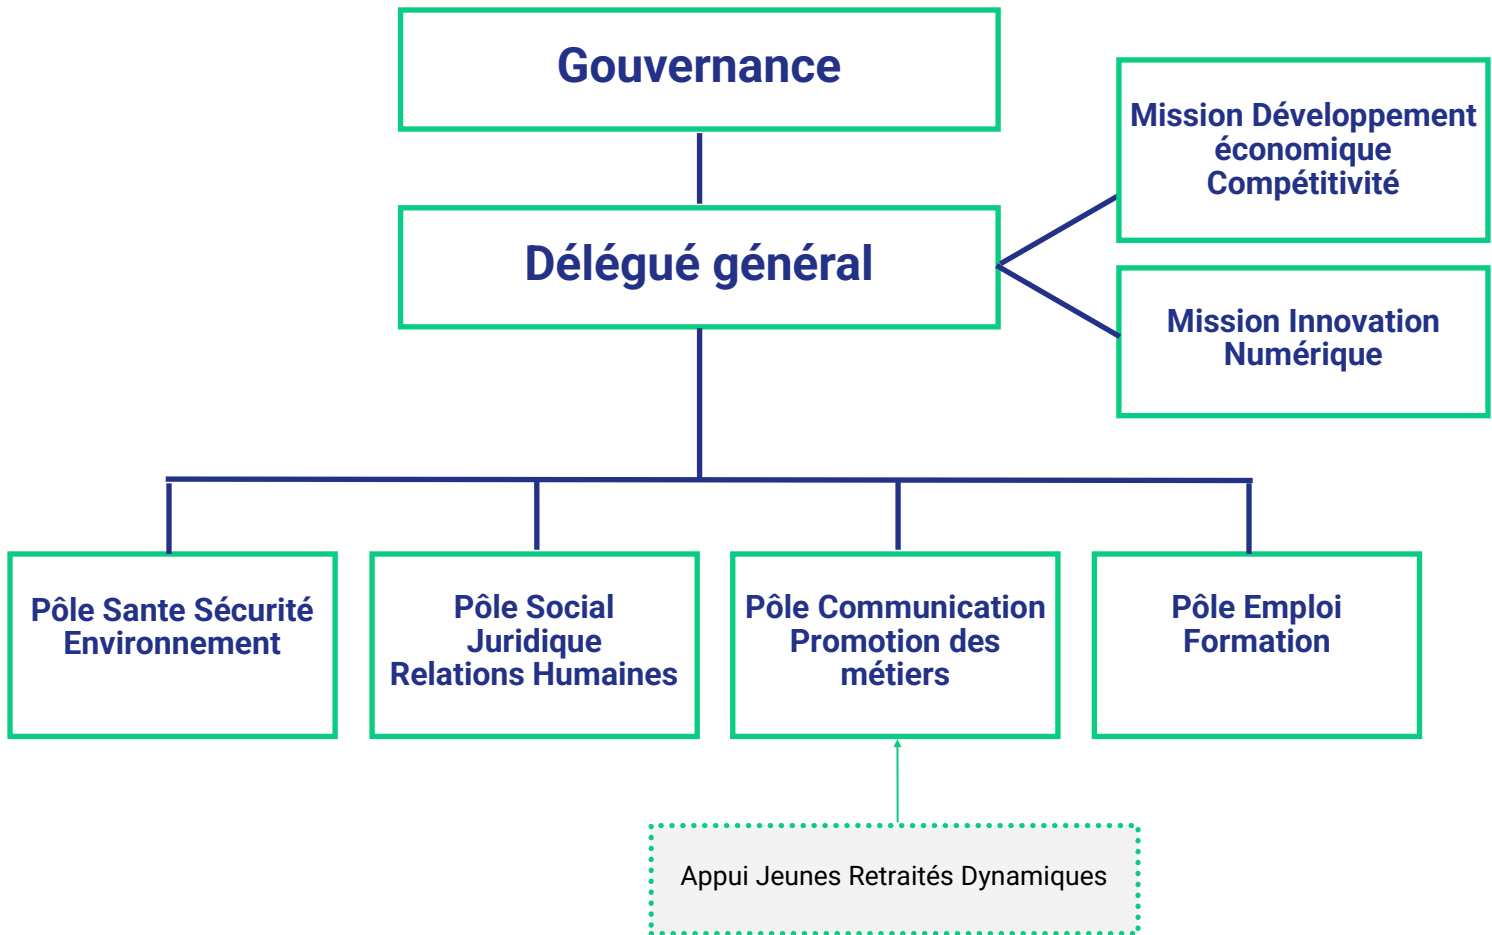 Gouvernance
Mission Développement
économique
Compétitivité
Délégué général
Mission Innovation
Numérique
Pôle Sante Sécurité
Environnement
Pôle Social
Juridique
Relations Humaines
Pôle Communication
Promotion des
métiers
Pôle Emploi
Formation
Appui Jeunes Retraités Dynamiques